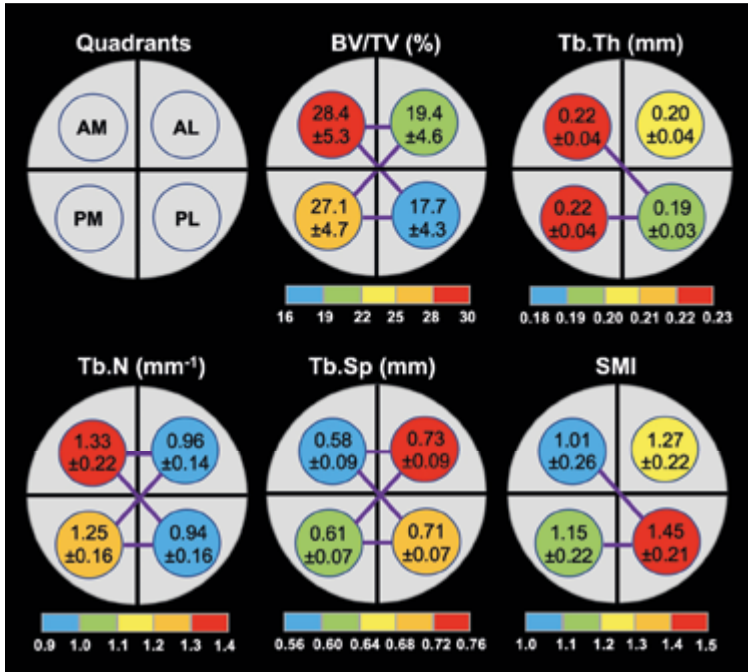 Quadrants
AM AL
PM PL
BV/TV (%)
28.4 ±5.3
19.4 ±4.6
27.1 ±4.7
17.7 ±4.3
16 19 22 25 28 30
Tb.Th (mm)
0.22 ±0.04
0.20 ±0.04
0.22 ±0.04
0.19 ±0.03
0.18 0.19 0.20 0.21 0.22 0.23
Tb.N (mm⁻¹)
1.33 ±0.22
0.96 ±0.14
1.25 ±0.16
0.94 ±0.16
0.9 1.0 1.1 1.2 1.3 1.4
Tb.Sp (mm)
0.58 ±0.09
0.73 ±0.09
0.61 ±0.07
0.71 ±0.07
0.56 0.60 0.64 0.68 0.72 0.76
SMI
1.01 ±0.26
1.27 ±0.22
1.15 ±0.22
1.45 ±0.21
1.0 1.1 1.2 1.3 1.4 1.5